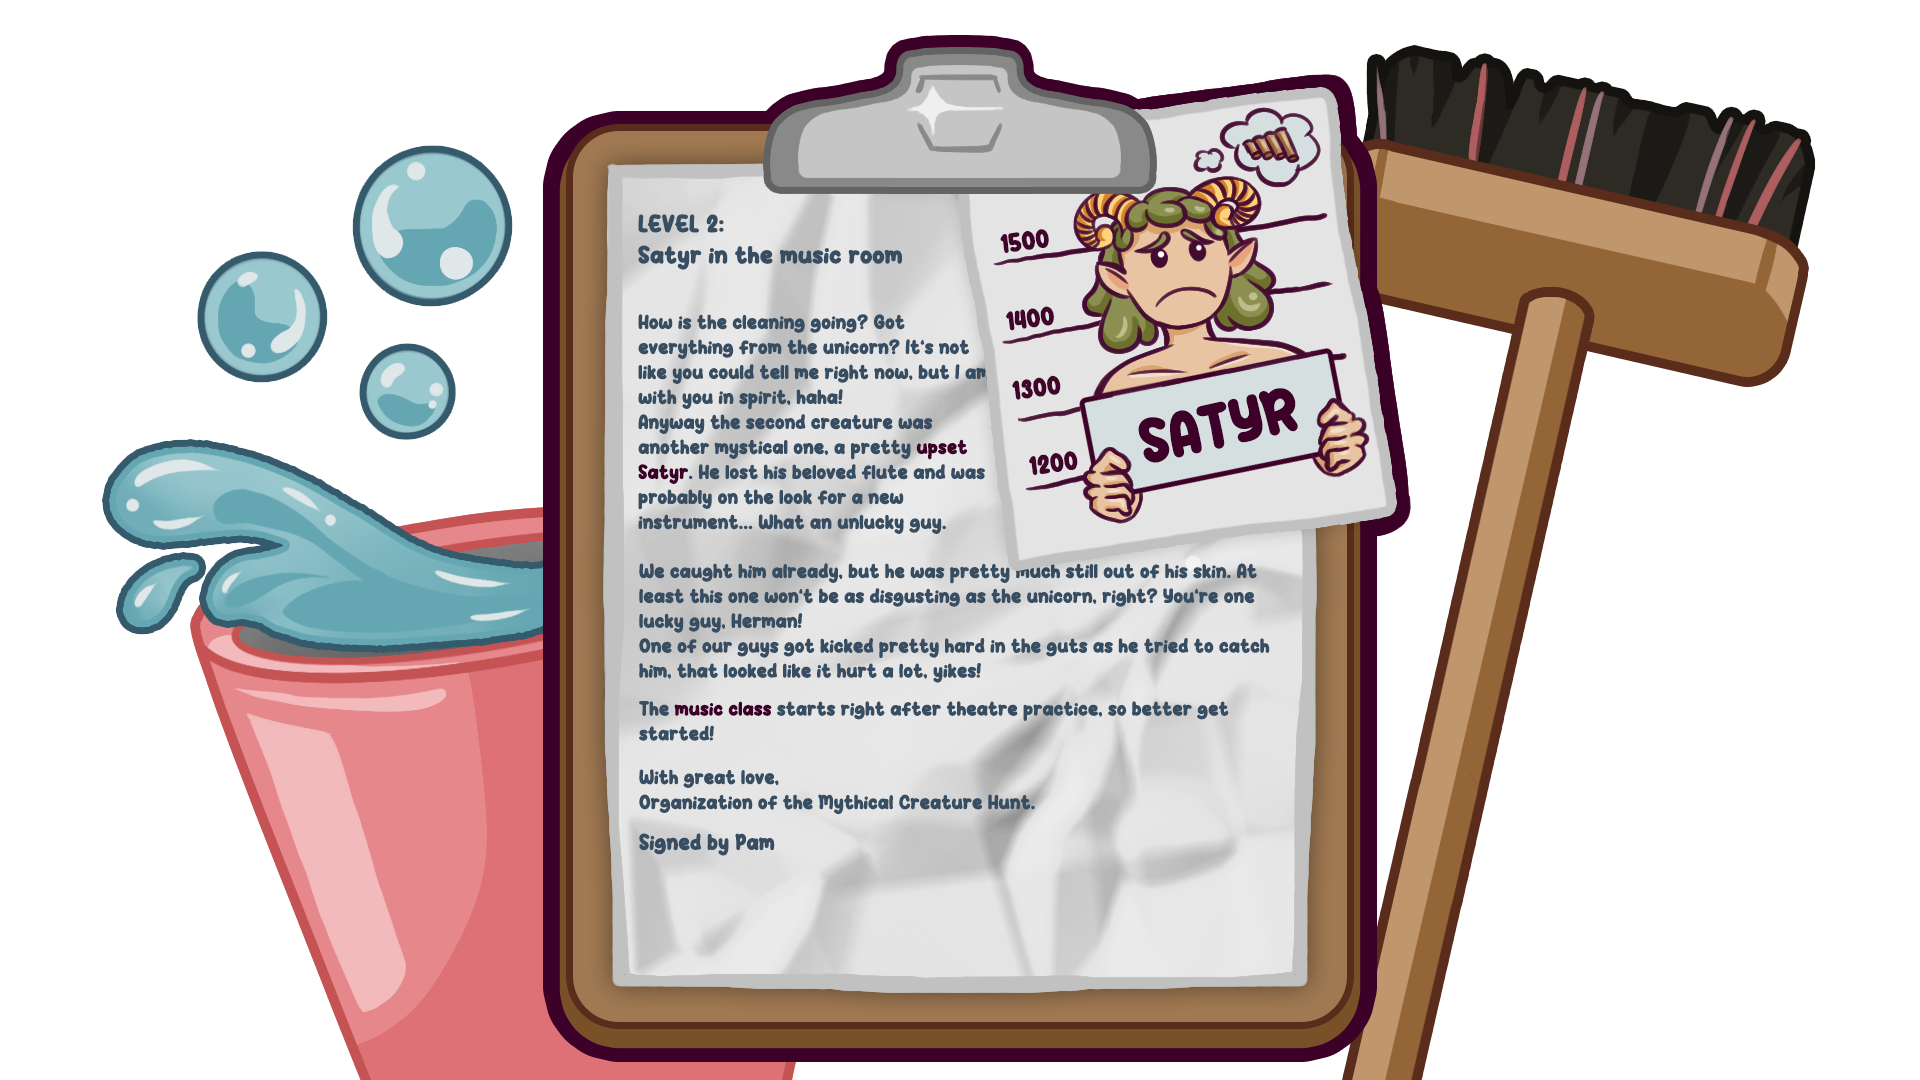 LEVEL 2:
Satyr in the music room
How is the cleaning going? Got
everything from the unicorn? It's not
like you could tell me right now, but I am
with you in spirit, haha!
Anyway the second creature was
another mystical one, a pretty upset
Satyr. He lost his beloved flute and was
probably on the look for a new
instrument... What an unlucky guy.
We caught him already, but he was pretty much still out of his skin. At
least this one won't be as disgusting as the unicorn, right? You're one
lucky guy, Herman!
One of our guys got kicked pretty hard in the guts as he tried to catch
him, that looked like it hurt a lot, yikes!
The music class starts right after theatre practice, so better get
started!
With great love,
Organization of the Mythical Creature Hunt.
Signed by Pam
1500
1400
1300
1200
SATYR